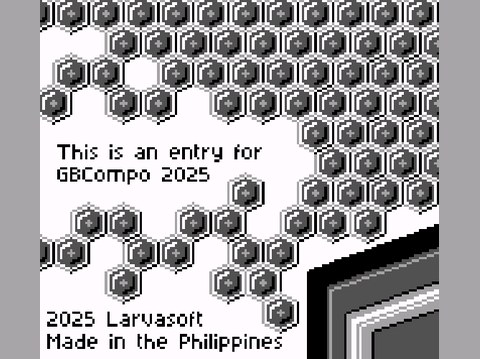 This is an entry for
GBCompo 2025
2025 Larvasoft
Made in the Philippines